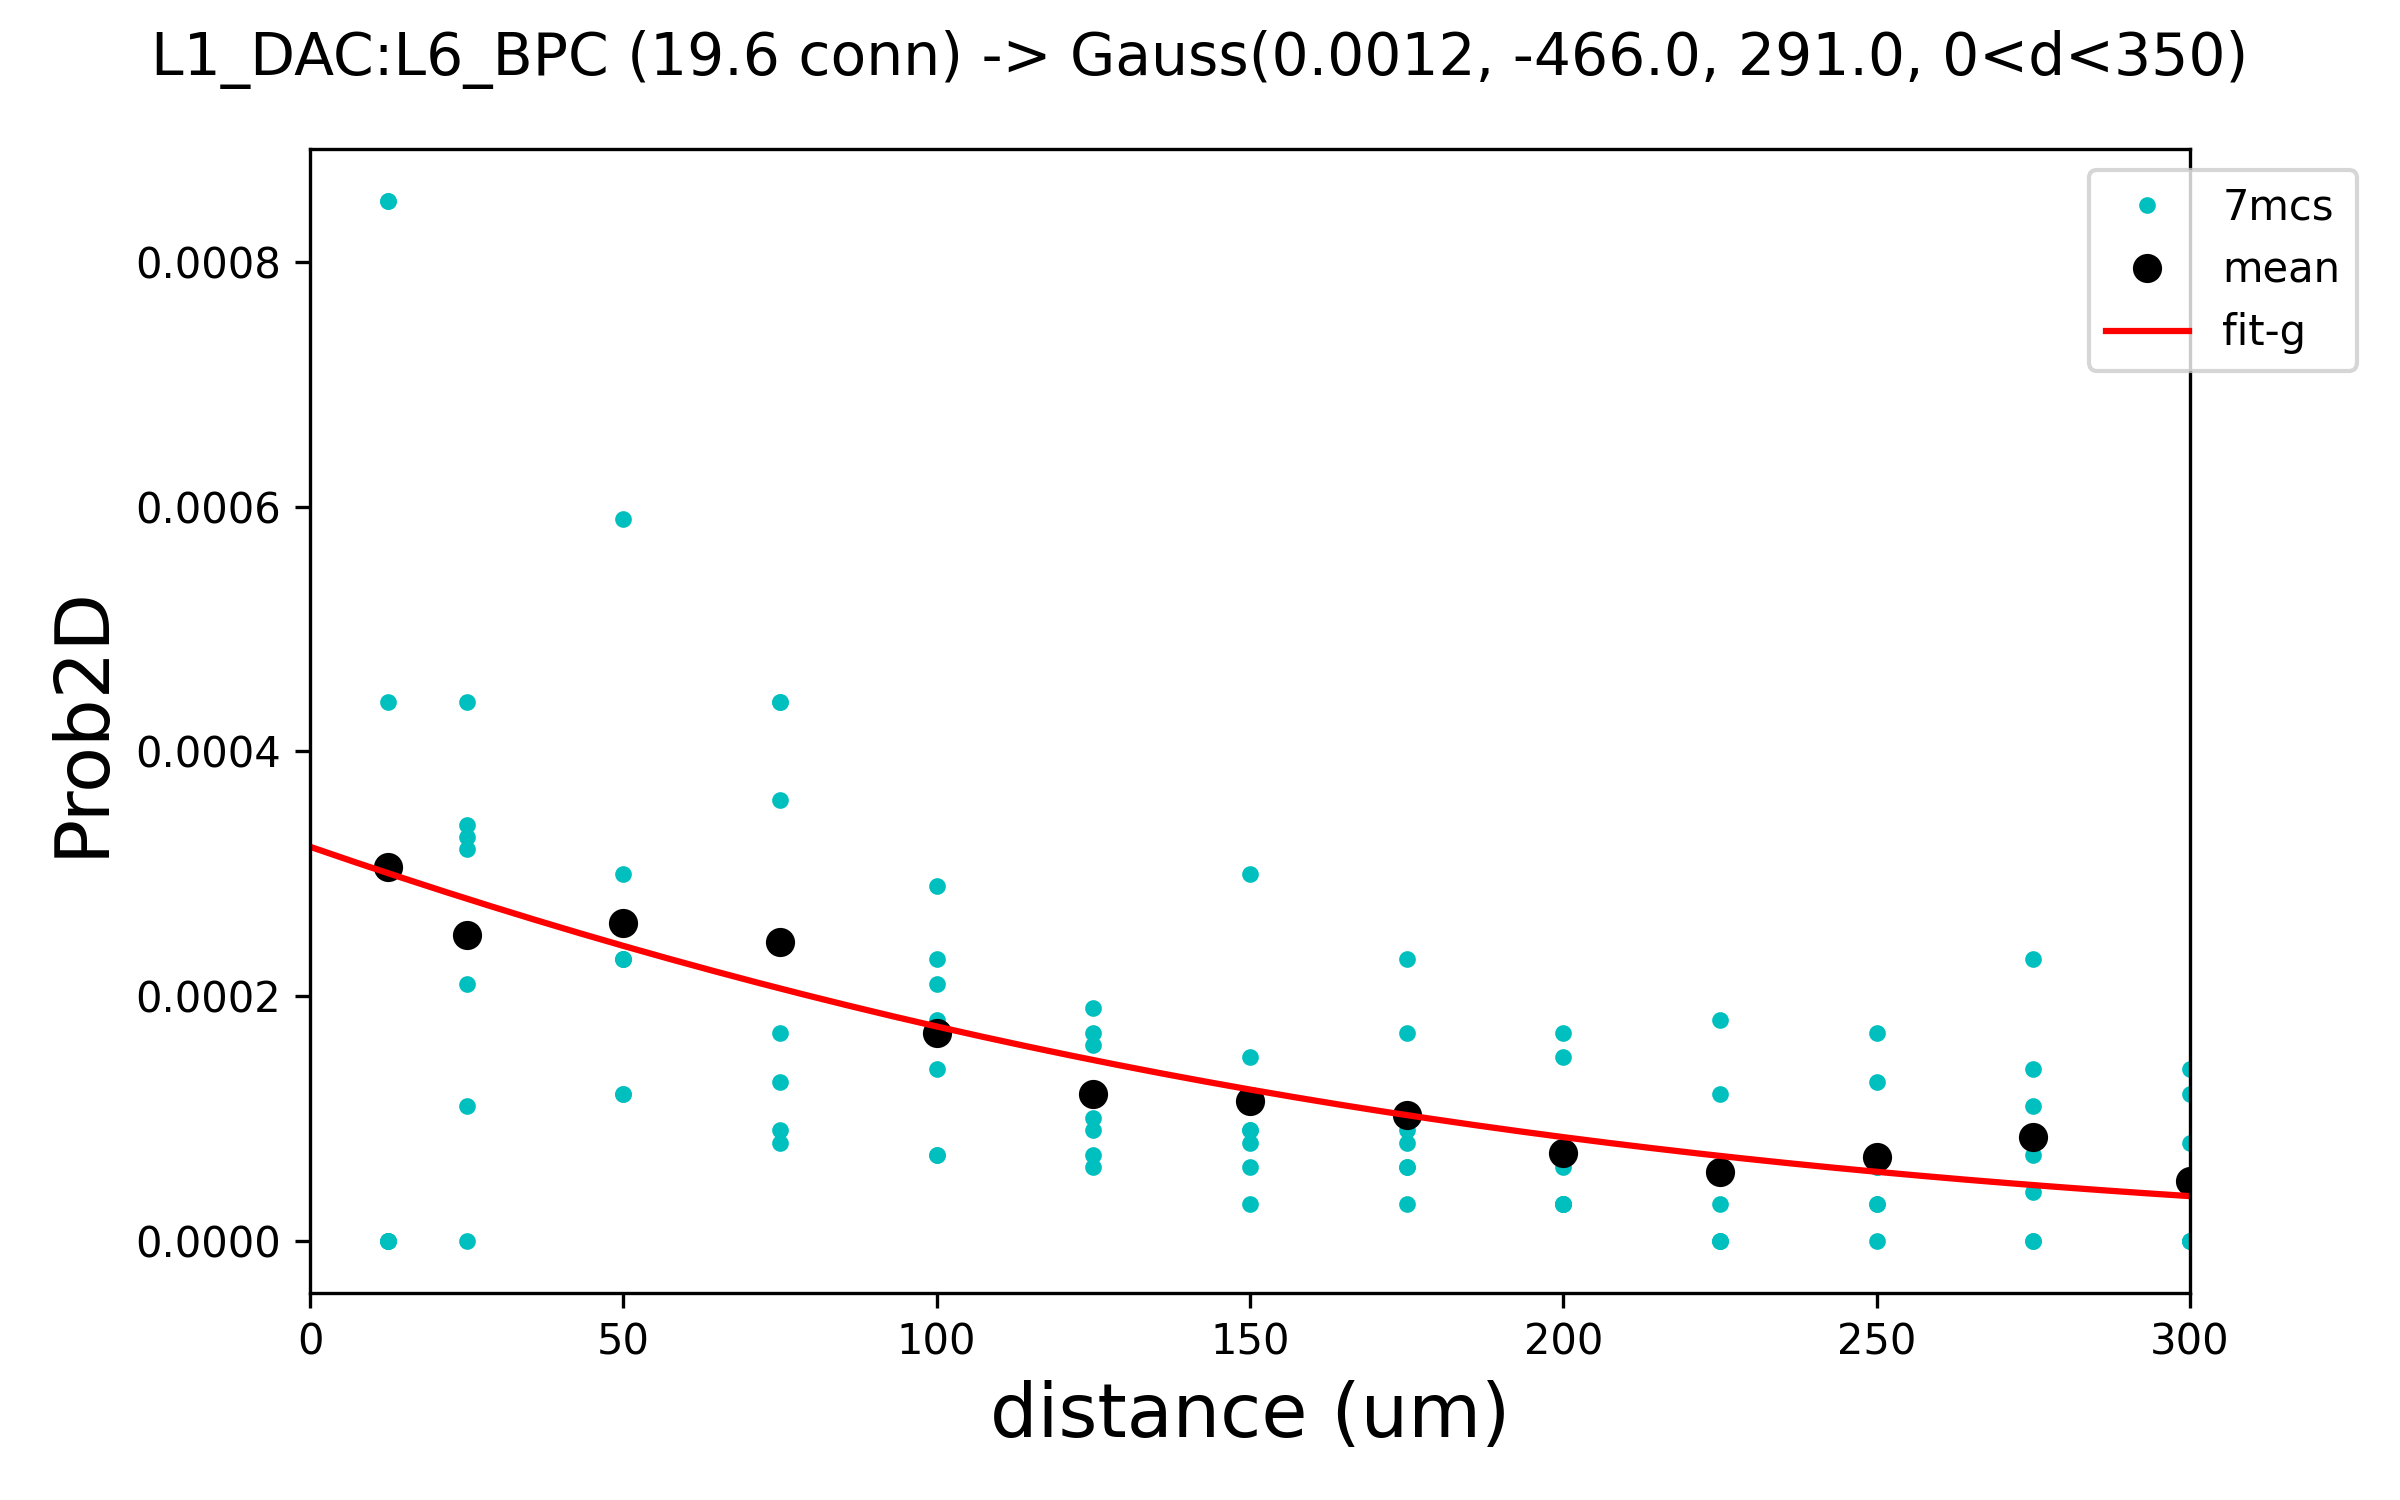 L1_DAC:L6_BPC (19.6 conn) -> Gauss(0.0012, -466.0, 291.0, 0<d<350)
7mcs
mean
fit-g
Prob2D
0.0008
0.0006
0.0004
0.0002
0.0000
0 50 100 150 200 250 300
distance (um)